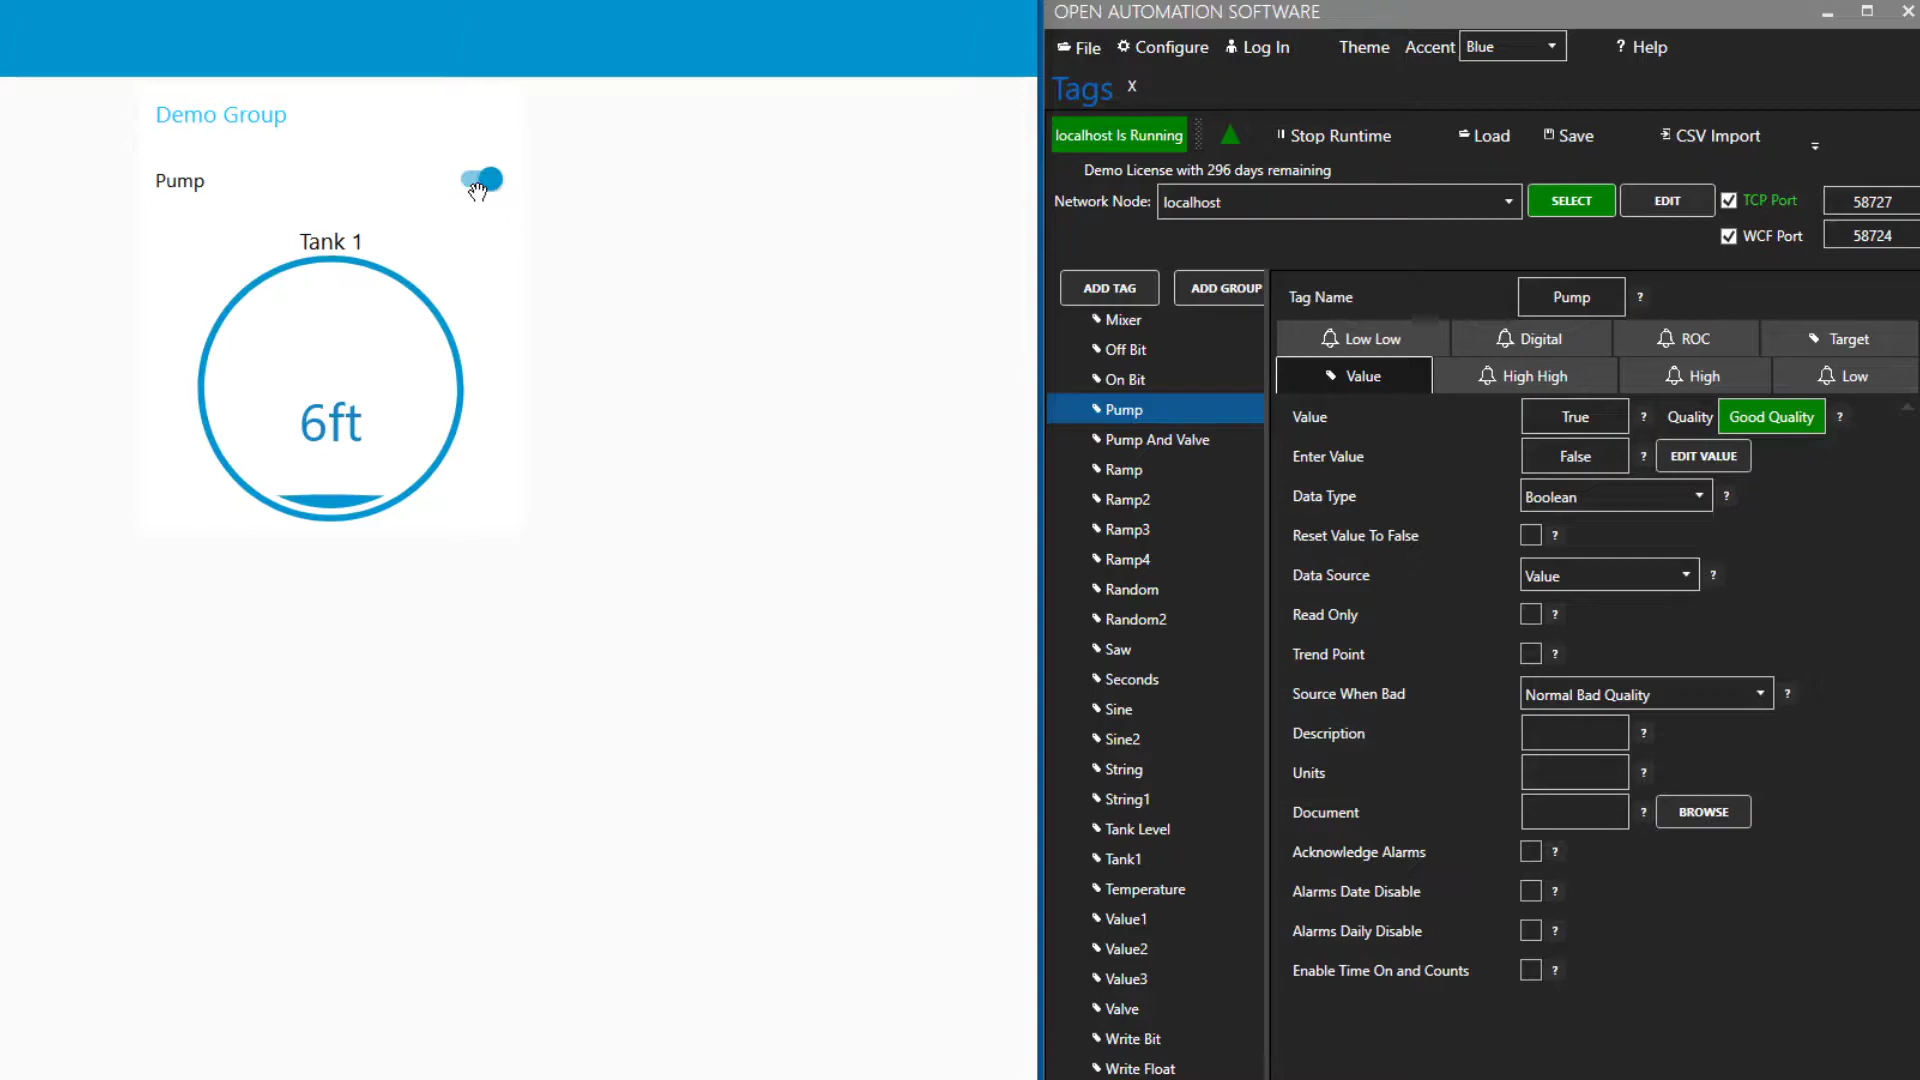 Demo Group
Pump
Tank 1
6ft
OPEN AUTOMATION SOFTWARE
File Configure Log In Theme Accent Blue ? Help
Tags X
localhost Is Running Stop Runtime Load Save CSV Import
Demo License with 296 days remaining
Network Node: localhost SELECT EDIT TCP Port 58727
WCF Port 58724
ADD TAG ADD GROUP
Mixer
Off Bit
On Bit
Pump
Pump And Valve
Ramp
Ramp2
Ramp3
Ramp4
Random
Random2
Saw
Seconds
Sine
Sine2
String
String1
Tank Level
Tank1
Temperature
Value1
Value2
Value3
Valve
Write Bit
Write Float
Tag Name Pump ?
Low Low Digital ROC Target
Value High High High Low
Value True ? Quality Good Quality ?
Enter Value False ? EDIT VALUE
Data Type Boolean ?
Reset Value To False ?
Data Source Value ?
Read Only ?
Trend Point ?
Source When Bad Normal Bad Quality ?
Description ?
Units ?
Document ? BROWSE
Acknowledge Alarms ?
Alarms Date Disable ?
Alarms Daily Disable ?
Enable Time On and Counts ?